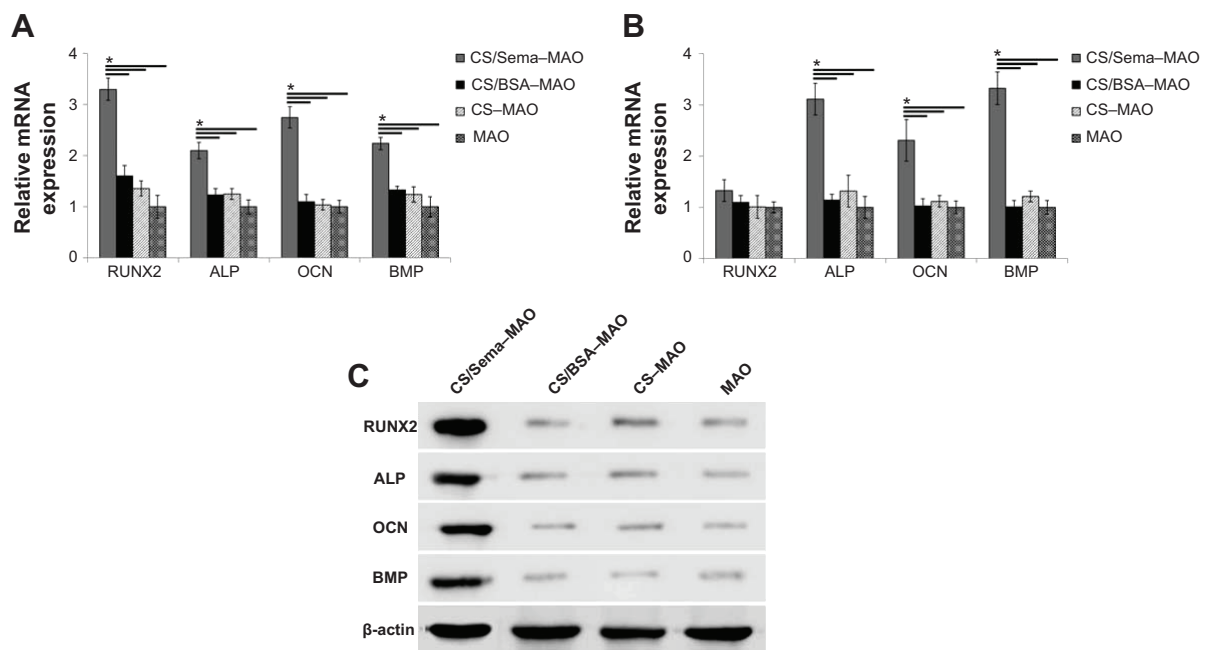 A
Relative mRNA
expression
4
3
2
1
0
*
*
*
*
RUNX2
ALP
OCN
BMP
CS/Sema–MAO
CS/BSA–MAO
CS–MAO
MAO
B
Relative mRNA
expression
4
3
2
1
0
*
*
*
RUNX2
ALP
OCN
BMP
CS/Sema–MAO
CS/BSA–MAO
CS–MAO
MAO
C
CS/Sema–MAO
CS/BSA–MAO
CS–MAO
MAO
RUNX2
ALP
OCN
BMP
β-actin